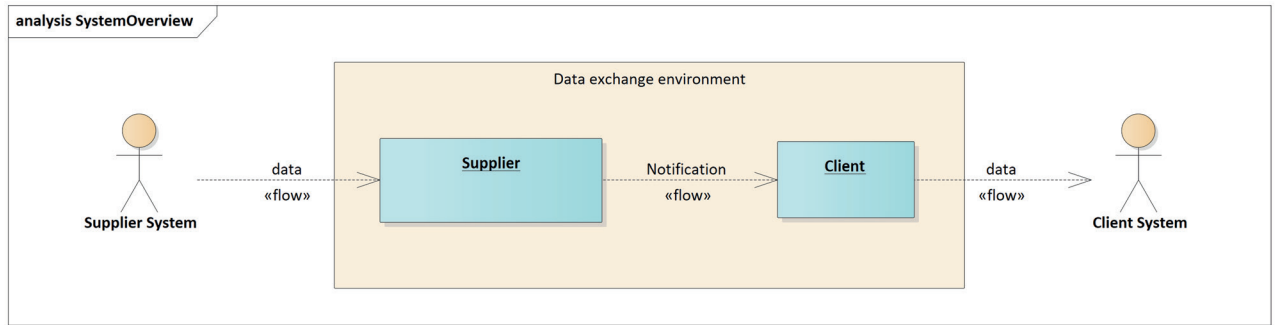 analysis SystemOverview
Data exchange environment
Supplier System
data
«flow»
Supplier
Notification
«flow»
Client
data
«flow»
Client System